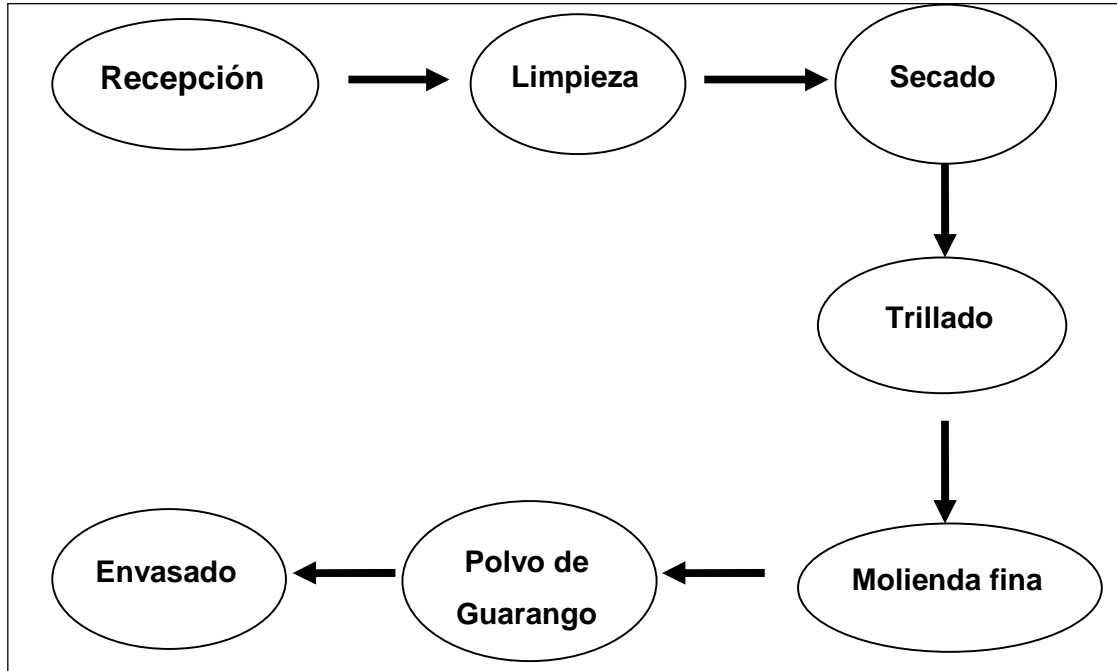 Recepción
Limpieza
Secado
Trillado
Molienda fina
Polvo de
Guarango
Envasado